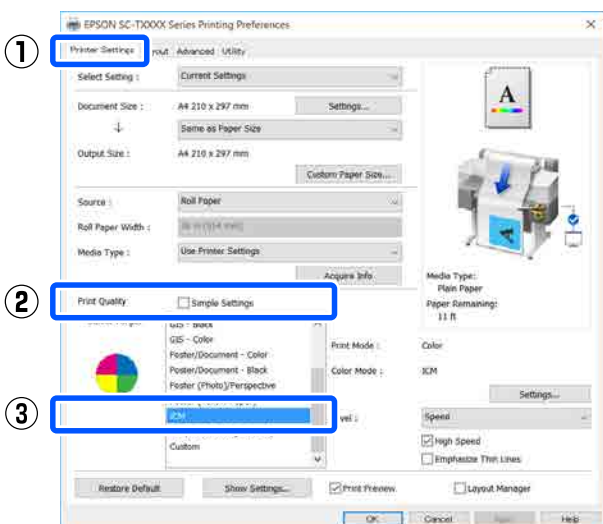 EPSON SC-TXXXX Series Printing Preferences
①
Printer Settings
Advanced Utility
Select Setting :
Current Settings
Document Size : A4 210 x 297 mm Settings...
Same as Paper Size
Output Size : A4 210 x 297 mm
Custom Paper Size...
Source : Roll Paper
Roll Paper Width :
Media Type : Use Printer Settings
Acquire Info
A
Media Type:
Plain Paper
Paper Remaining:
11 ft
②
Print Quality Simple Settings
GIS - Color
Poster/Document - Color
Poster/Document - Black
Poster (Photo)/Perspective
③
ICM
Custom
Print Mode : Color
Color Mode : ICM
Settings...
Speed
High Speed
Emphasize Thin Lines
Restore Default Show Settings... Print Preview Layout Manager
OK Cancel Help